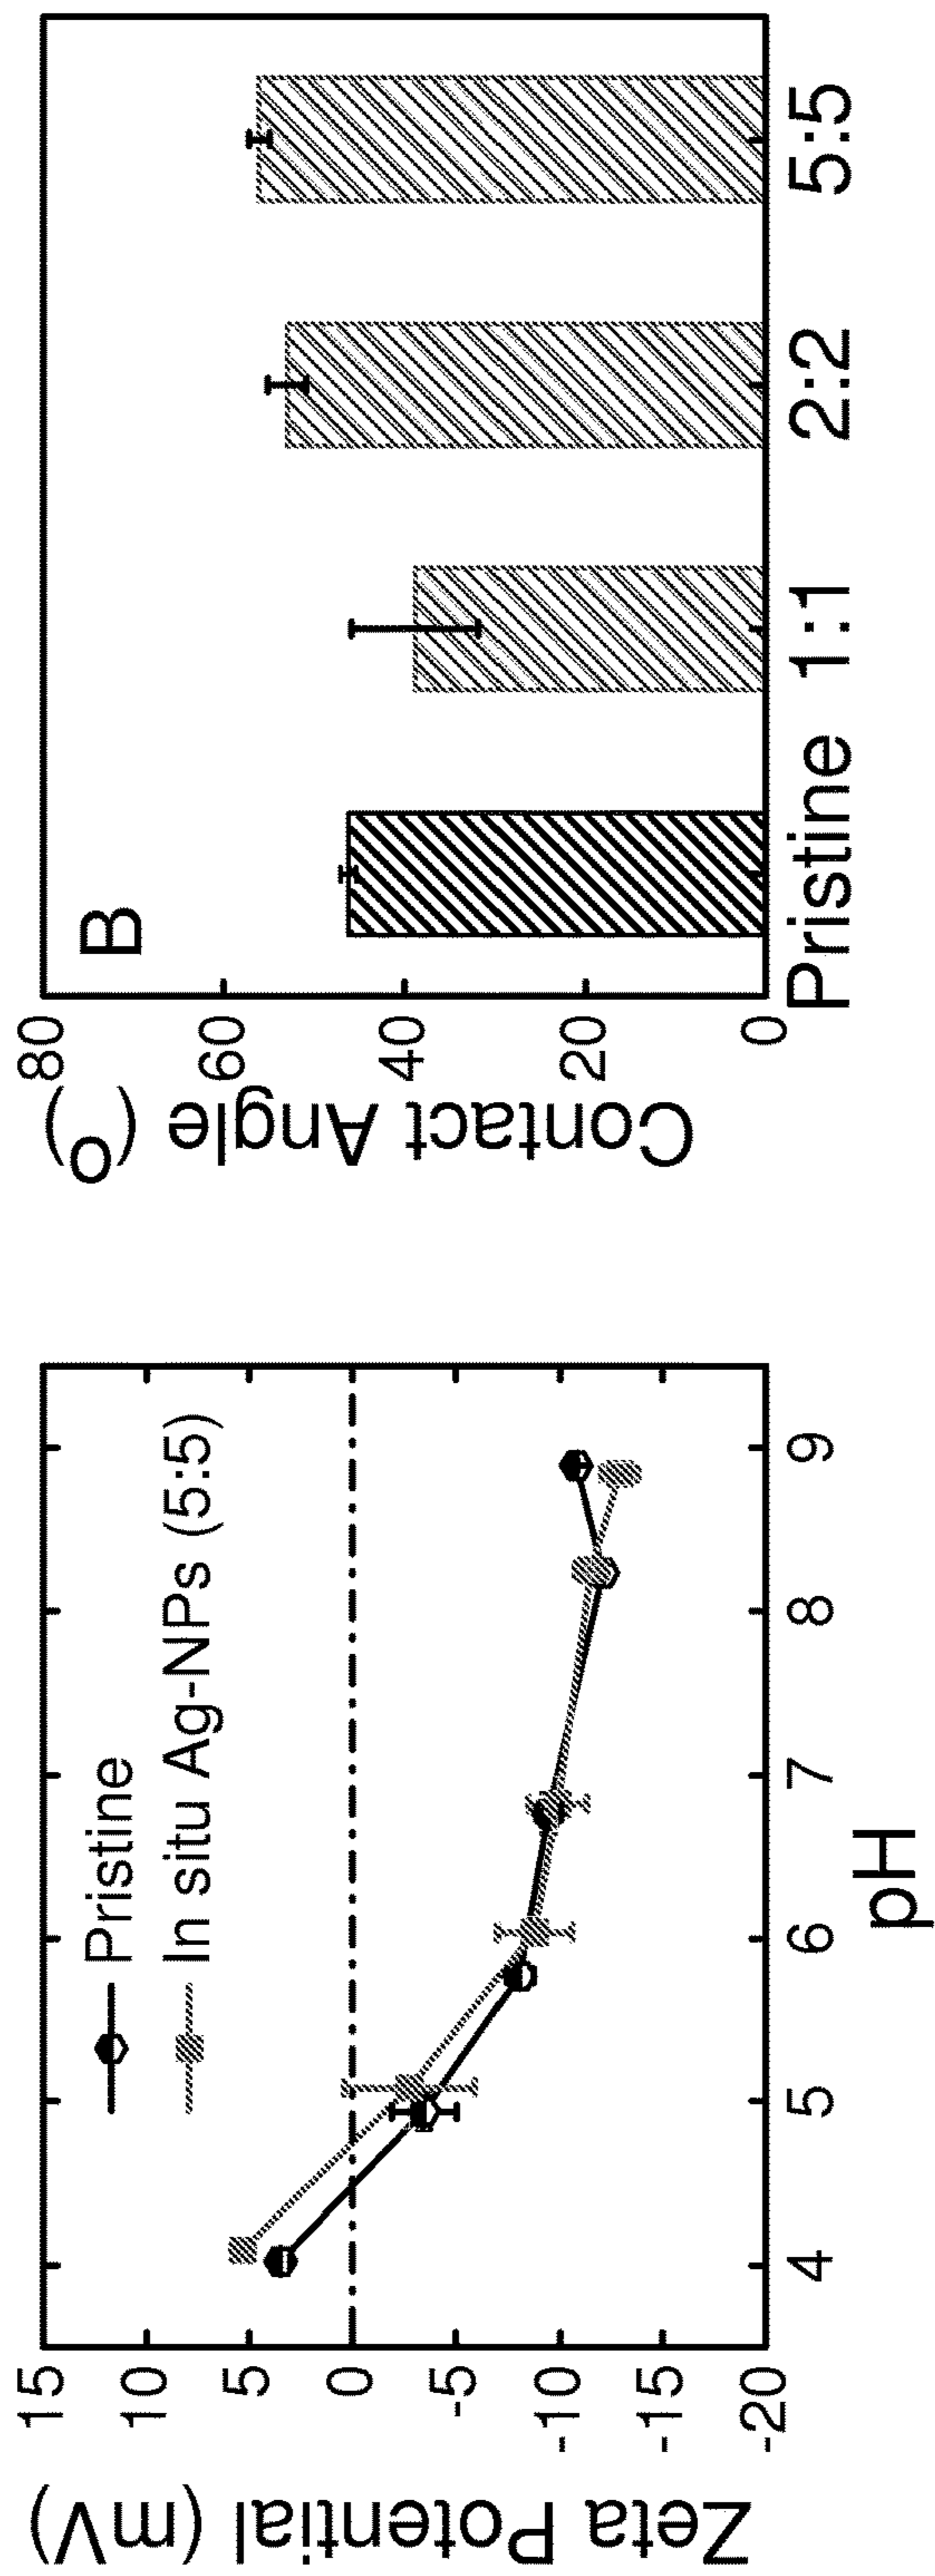 Zeta Potential (mV)
15
10
5
0
-5
-10
-15
-20
Pristine
In situ Ag-NPs (5:5)
4 5 6 7 8 9
pH
B
Contact Angle (O)
80
60
40
20
0
Pristine 1:1 2:2 5:5